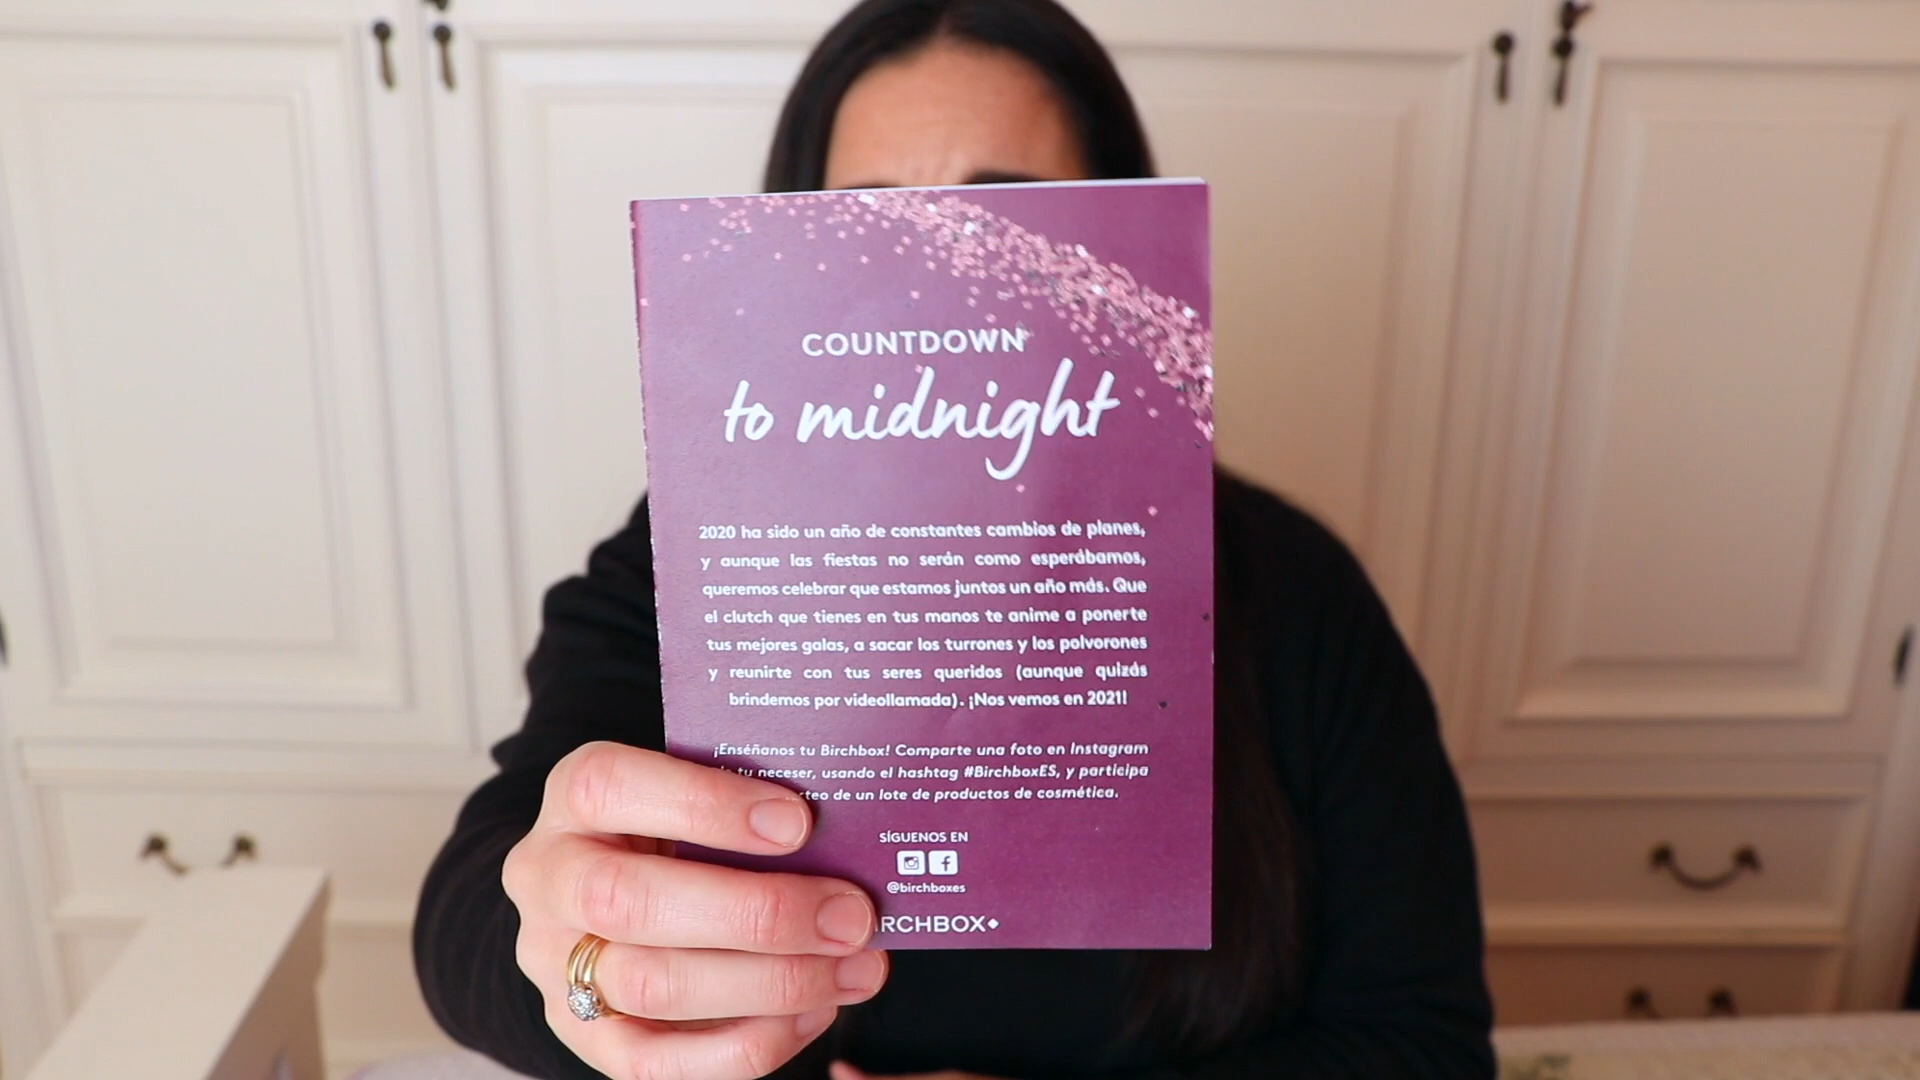 COUNTDOWN
to midnight
2020 ha sido un año de constantes cambios de planes,
y aunque las fiestas no serán como esperábamos,
queremos celebrar que estamos juntos un año más. Que
el clutch que tienes en tus manos te anime a ponerte
tus mejores galas, a sacar los turrones y los polvorones
y reunirte con tus seres queridos (aunque quizás
brindemos por videollamada). ¡Nos vemos en 2021!
¡Enséñanos tu Birchbox! Comparte una foto en Instagram
tu neceser, usando el hashtag #BirchboxES, y participa
de un lote de productos de cosmética.
SÍGUENOS EN
@birchboxes
IRCHBOX